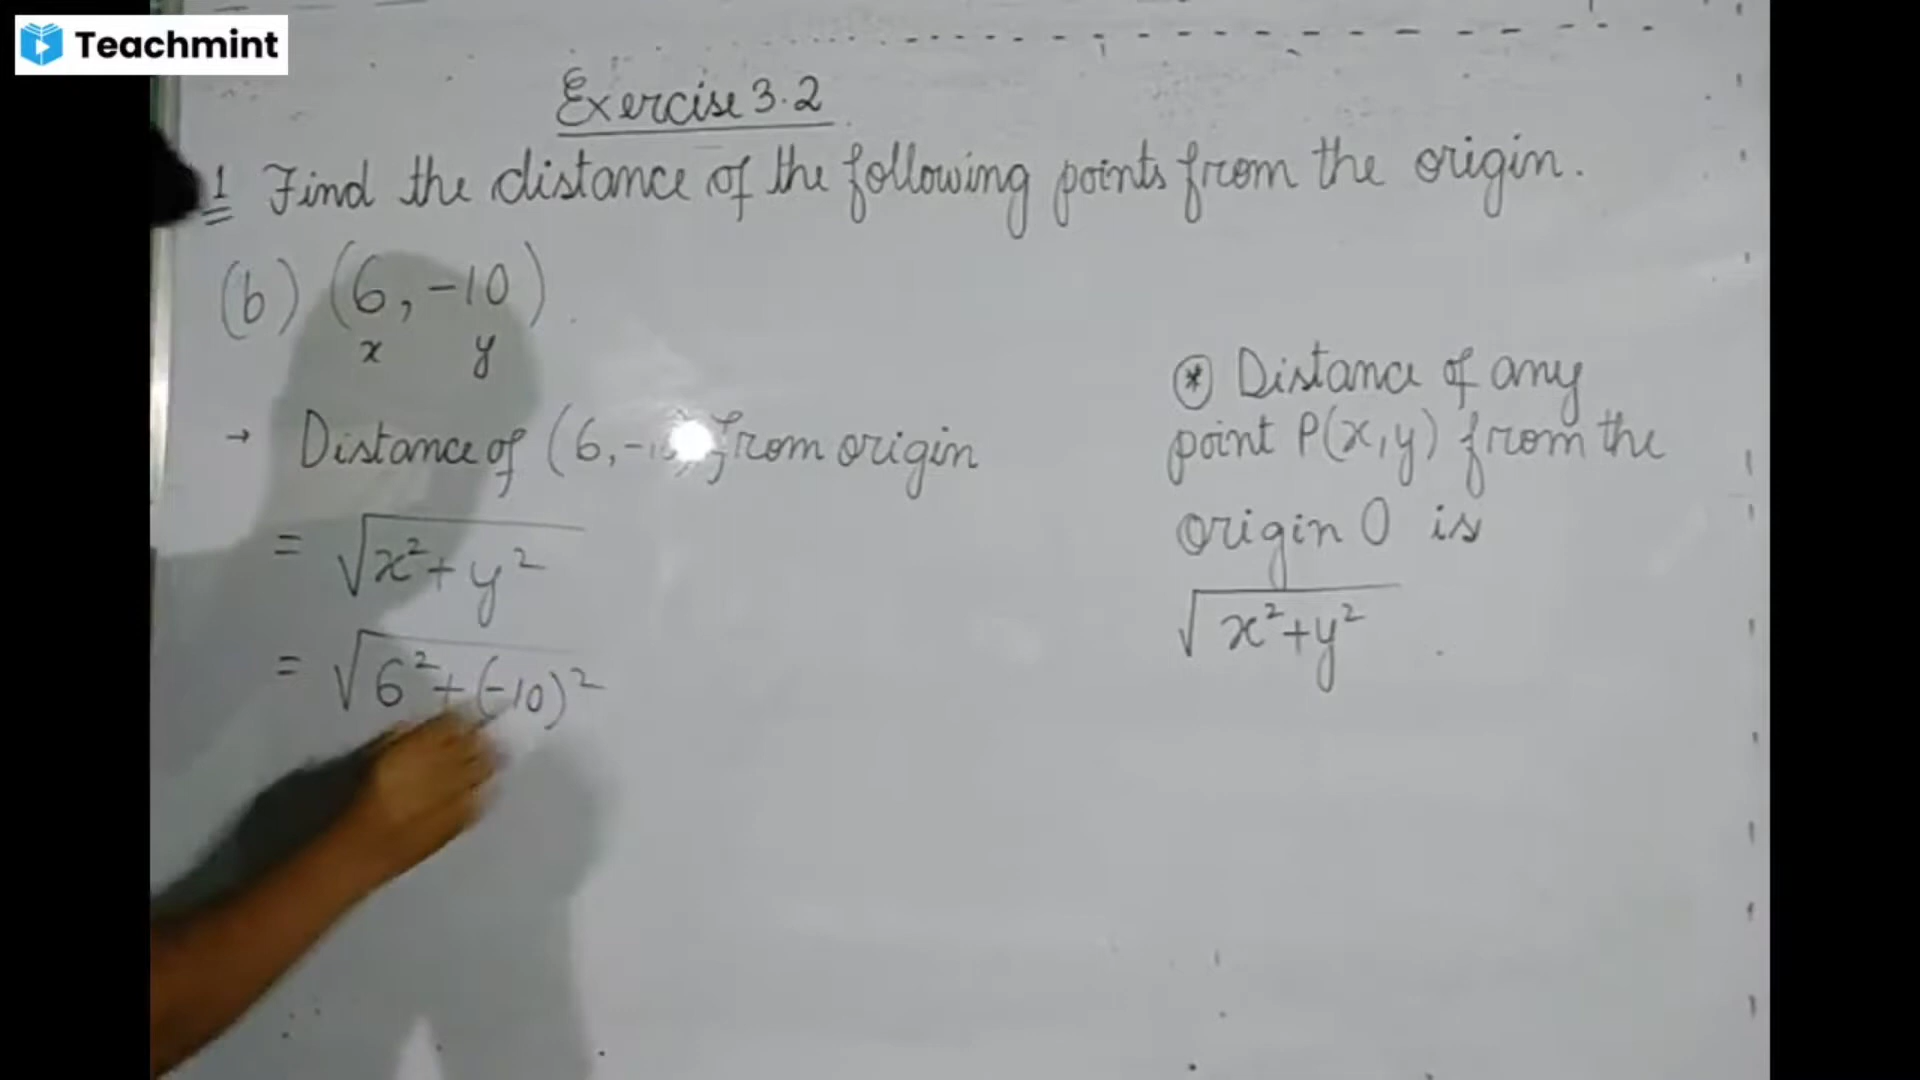 Teachmint
Exercise 3.2
1 Find the distance of the following points from the origin.
(b) (6, -10)
x y
→ Distance of (6, -10) from origin
= √x²+y²
= √6²+(-10)²
* Distance of any
point P(x,y) from the
origin O is
√x²+y²